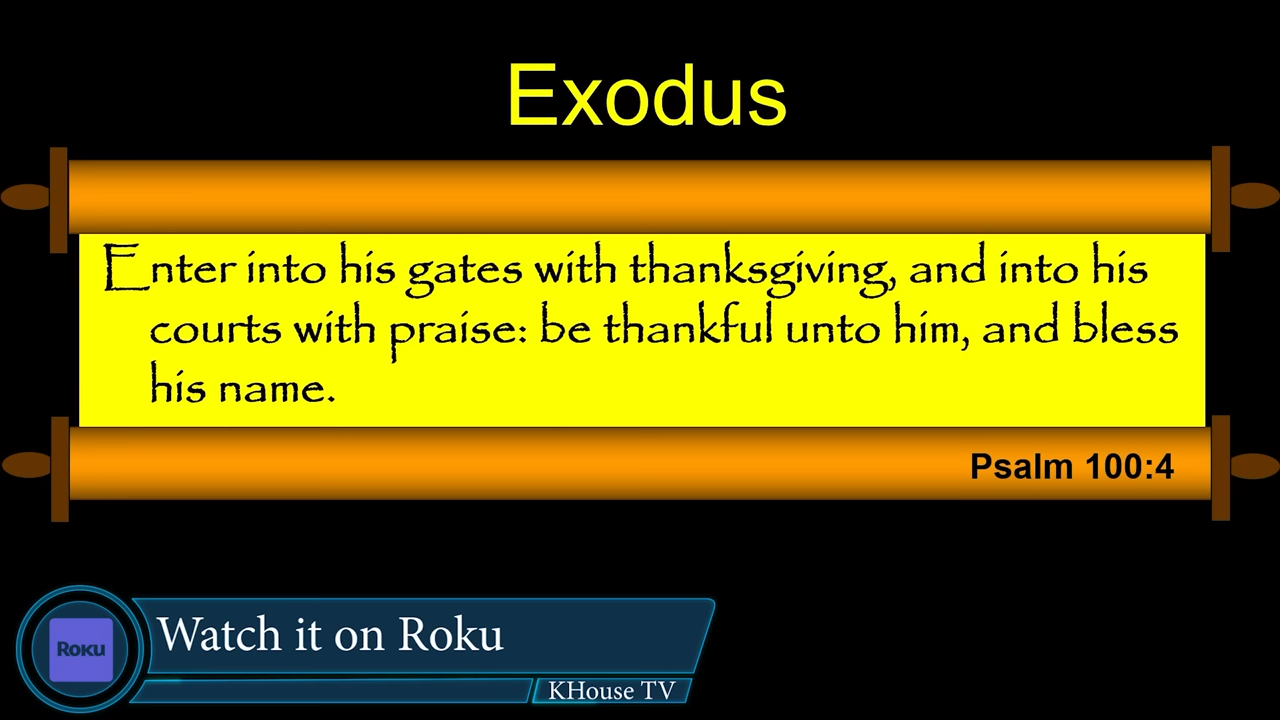 Exodus
Enter into his gates with thanksgiving, and into his
courts with praise: be thankful unto him, and bless
his name.
Psalm 100:4
Watch it on Roku
Roku
KHouse TV